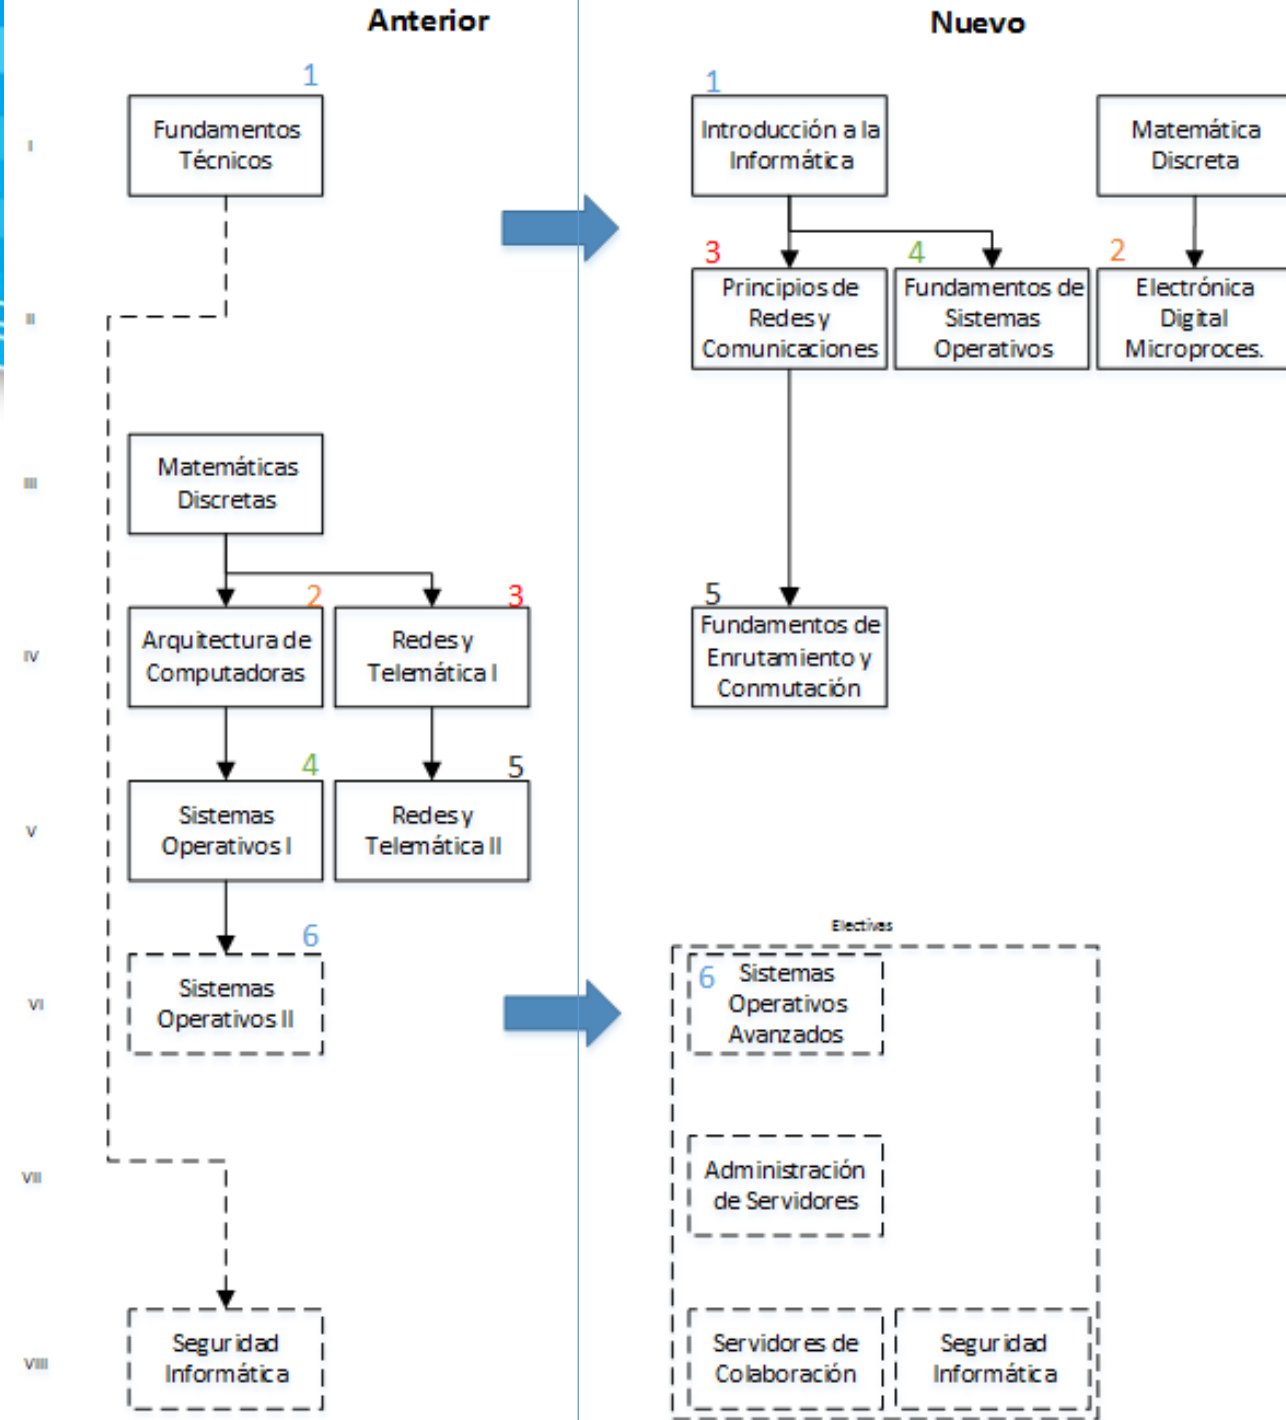 Anterior
Nuevo
1
1
I
Fundamentos
Técnicos
Introducción a la
Informática
Matemática
Discreta
3
4
2
II
Principios de
Redes y
Comunicaciones
Fundamentos de
Sistemas
Operativos
Electrónica
Digital
Microproces.
III
Matemáticas
Discretas
2
3
5
IV
Arquitectura de
Computadoras
Redes y
Telemática I
Fundamentos de
Enrutamiento y
Conmutación
4
5
V
Sistemas
Operativos I
Redes y
Telemática II
Electivas
6
VI
Sistemas
Operativos II
6
Sistemas
Operativos
Avanzados
VII
Administración
de Servidores
VIII
Seguridad
Informática
Servidores de
Colaboración
Seguridad
Informática